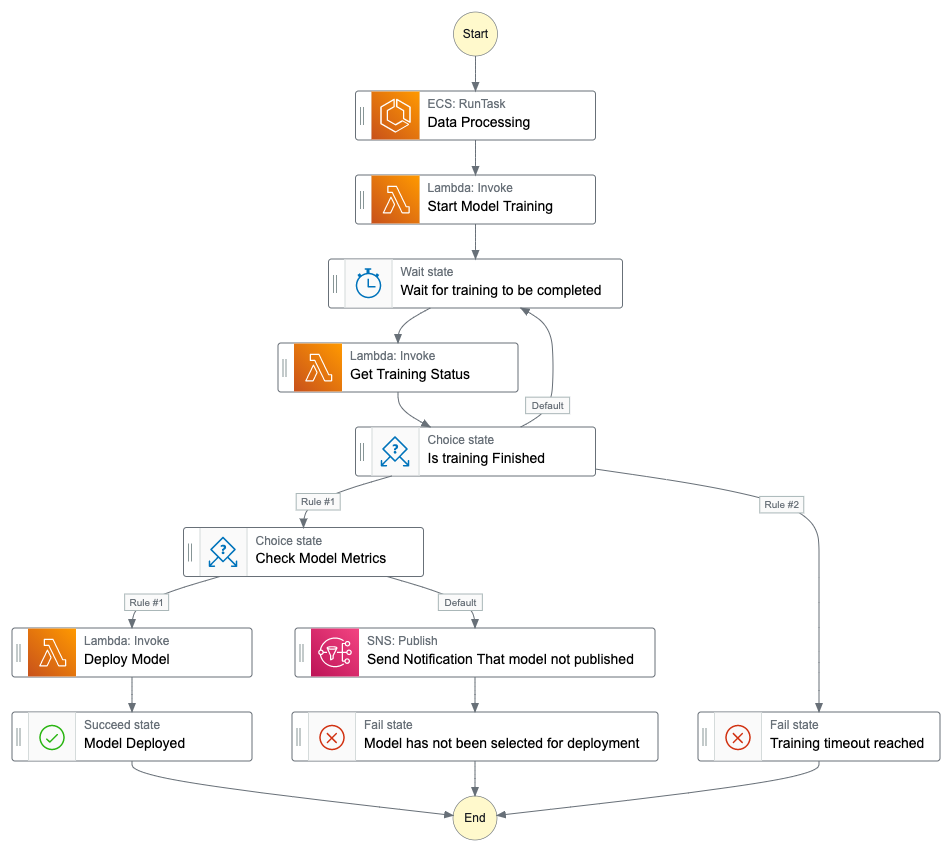 Start
ECS: RunTask
Data Processing
Lambda: Invoke
Start Model Training
Wait state
Wait for training to be completed
Lambda: Invoke
Get Training Status
Default
Choice state
Is training Finished
Rule #1
Rule #2
Choice state
Check Model Metrics
Rule #1
Default
Lambda: Invoke
Deploy Model
SNS: Publish
Send Notification That model not published
Succeed state
Model Deployed
Fail state
Model has not been selected for deployment
Fail state
Training timeout reached
End